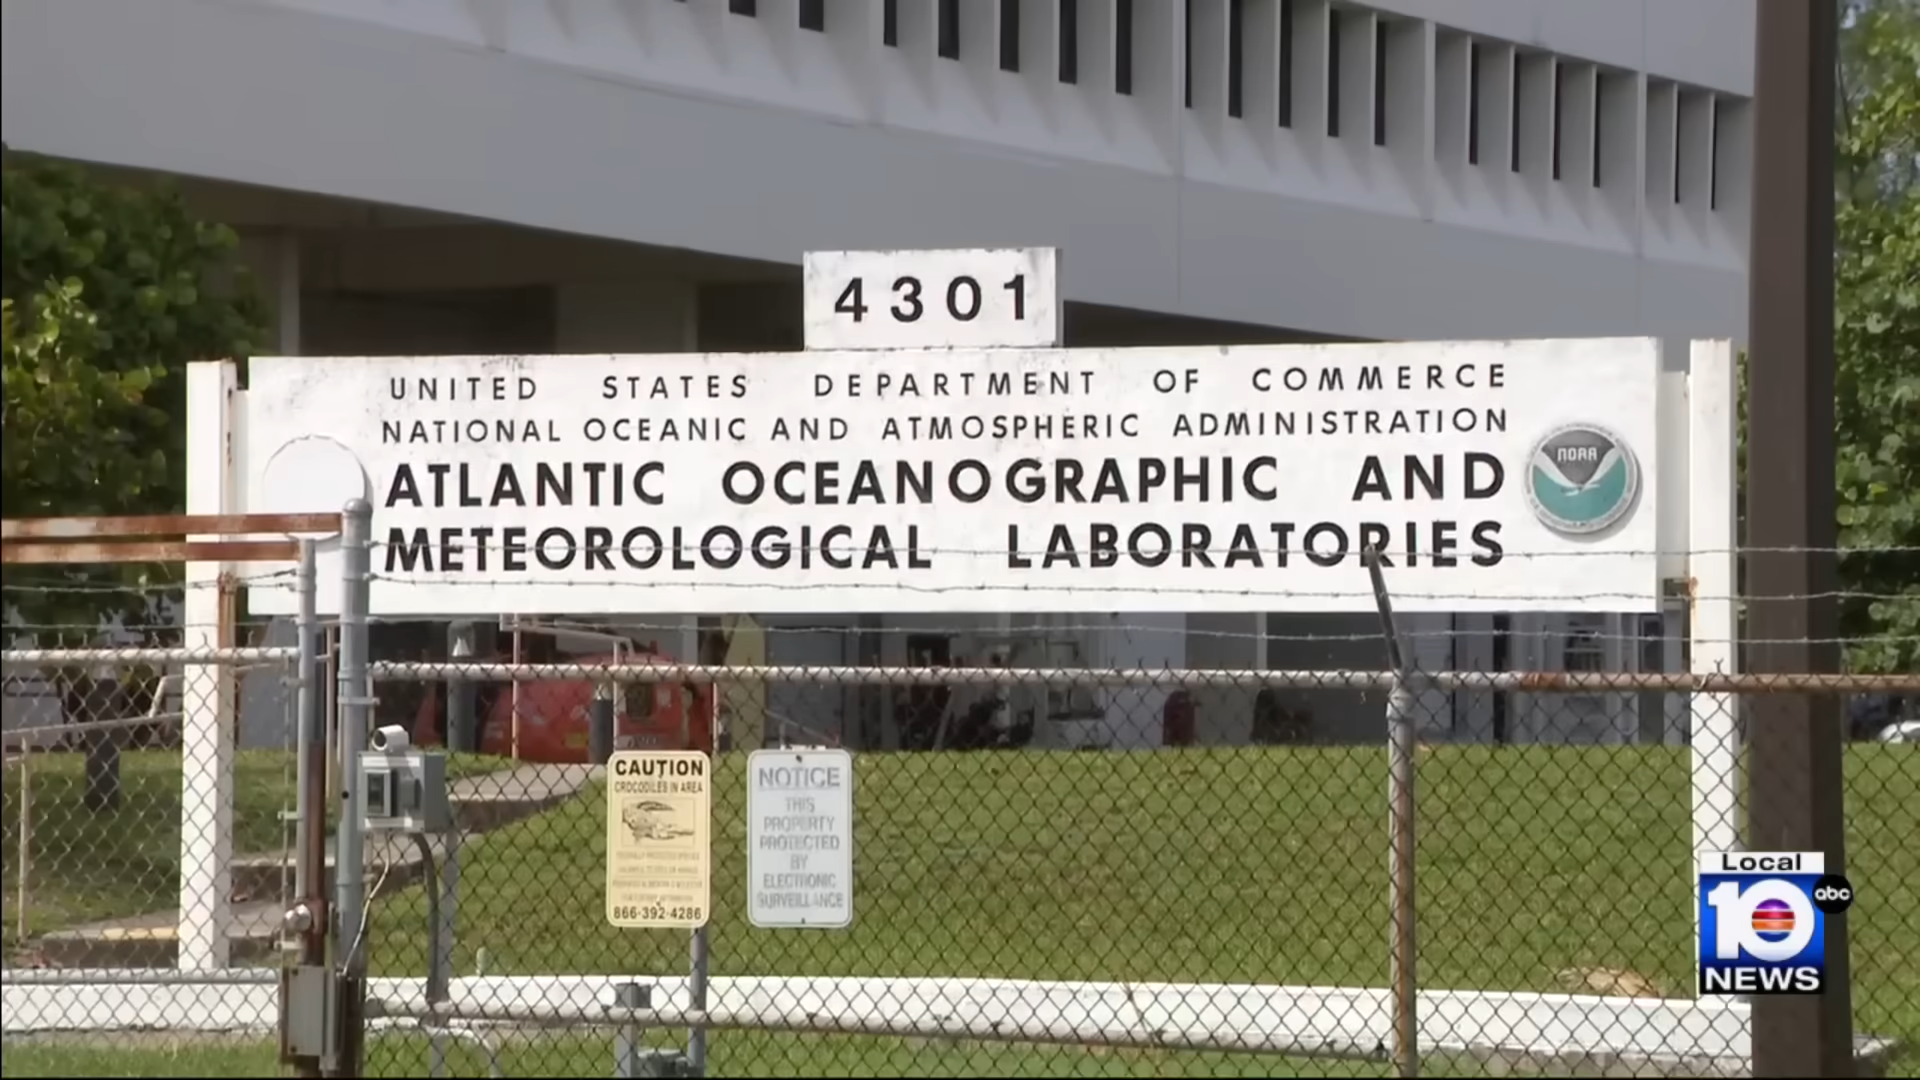 4301
UNITED STATES DEPARTMENT OF COMMERCE
NATIONAL OCEANIC AND ATMOSPHERIC ADMINISTRATION
ATLANTIC OCEANOGRAPHIC AND
METEOROLOGICAL LABORATORIES
NOAA
CAUTION
CROCODILES IN AREA
866-392-4286
NOTICE
THIS
PROPERTY
PROTECTED
BY
ELECTRONIC
SURVEILLANCE
Local
10
abc
NEWS